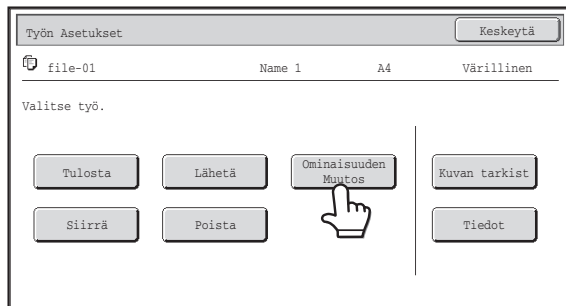 Työn Asetukset
Keskeytä
file-01 Name 1 A4 Värillinen
Valitse työ.
Tulosta
Lähetä
Ominaisuuden
Muutos
Kuvan tarkist
Siirrä
Poista
Tiedot